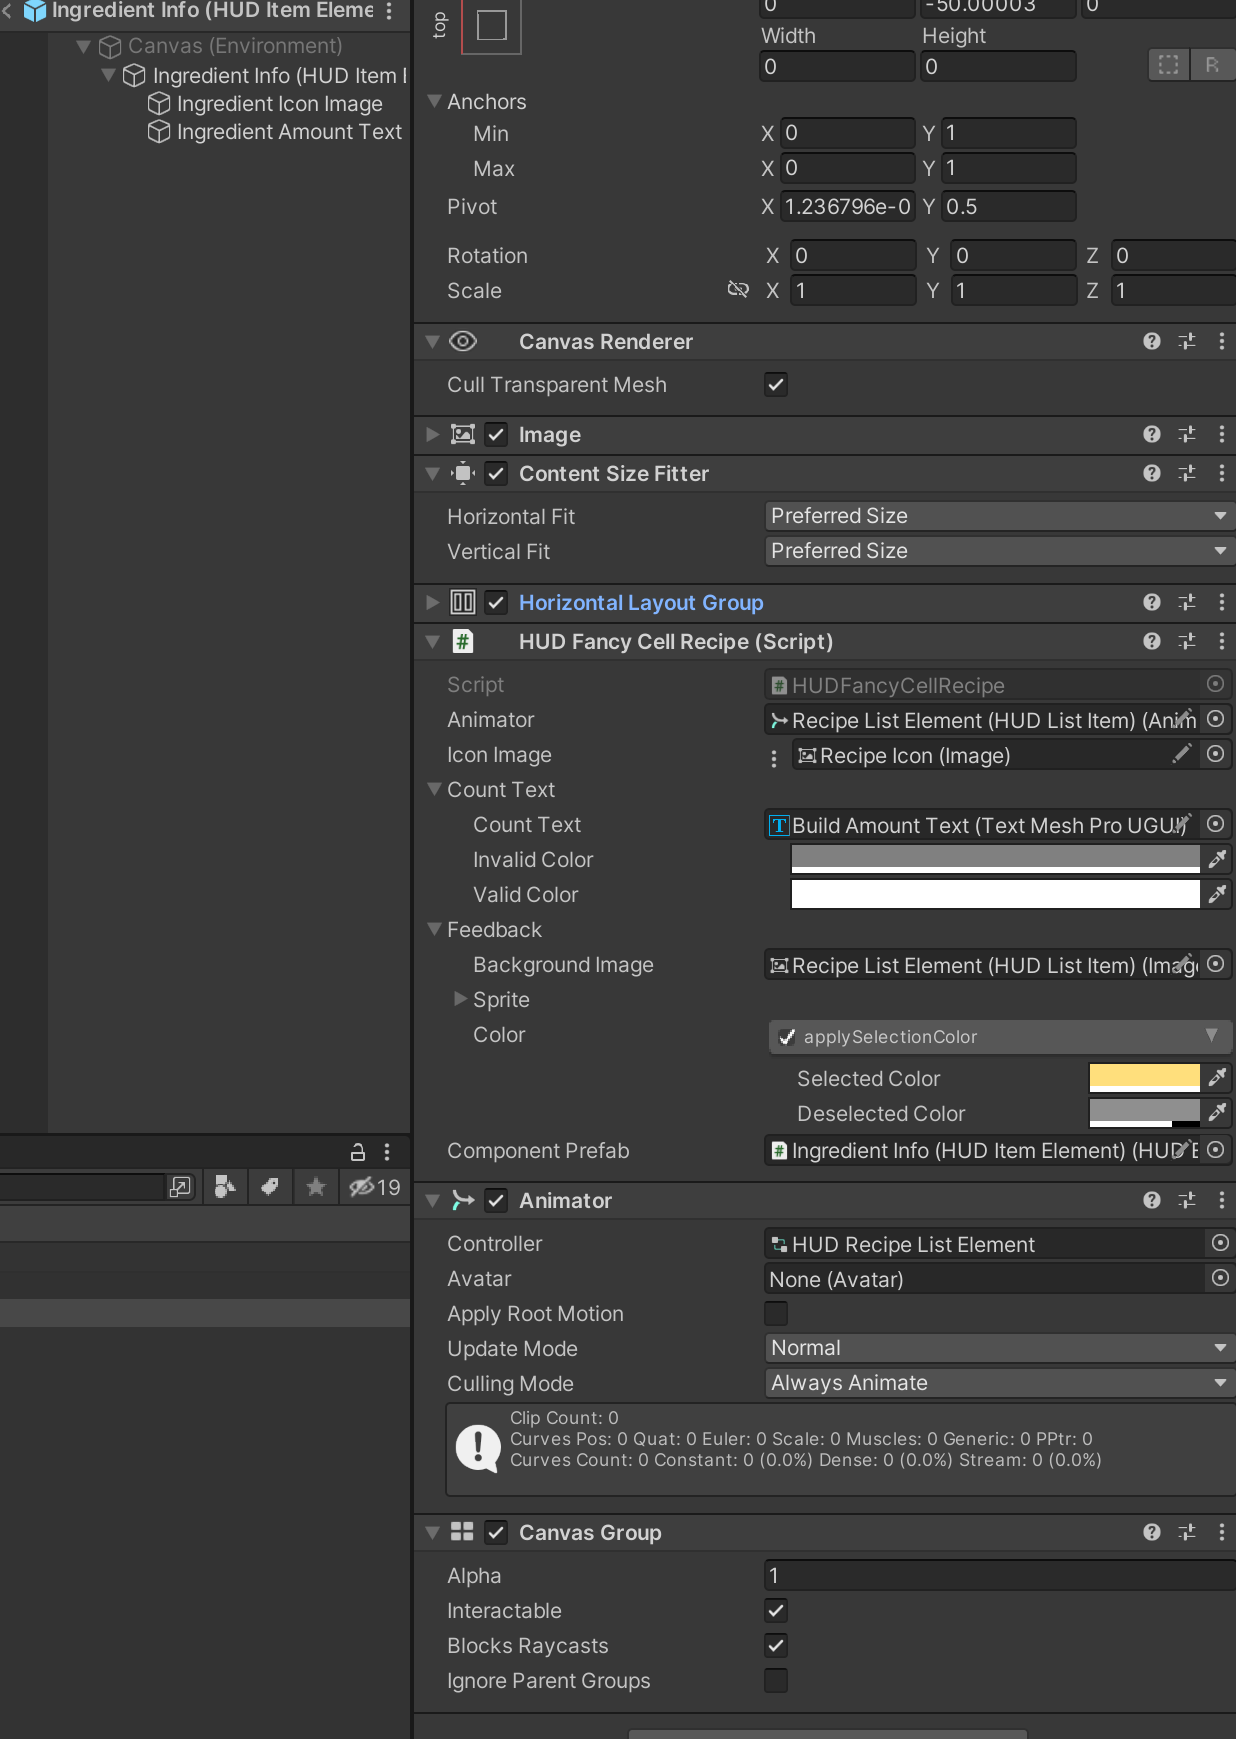 Ingredient Info (HUD Item Eleme
Canvas (Environment)
Ingredient Info (HUD Item
Ingredient Icon Image
Ingredient Amount Text
19
top
0 -50.00003 0
Width Height
0 0 R
Anchors
Min X 0 Y 1
Max X 0 Y 1
Pivot X 1.236796e-0 Y 0.5
Rotation X 0 Y 0 Z 0
Scale X 1 Y 1 Z 1
Canvas Renderer
Cull Transparent Mesh
Image
Content Size Fitter
Horizontal Fit Preferred Size
Vertical Fit Preferred Size
Horizontal Layout Group
# HUD Fancy Cell Recipe (Script)
Script # HUDFancyCellRecipe
Animator Recipe List Element (HUD List Item) (Anim
Icon Image Recipe Icon (Image)
Count Text
Count Text T Build Amount Text (Text Mesh Pro UGUI)
Invalid Color
Valid Color
Feedback
Background Image Recipe List Element (HUD List Item) (Imag
Sprite
Color applySelectionColor
Selected Color
Deselected Color
Component Prefab # Ingredient Info (HUD Item Element) (HUD E
Animator
Controller HUD Recipe List Element
Avatar None (Avatar)
Apply Root Motion
Update Mode Normal
Culling Mode Always Animate
Clip Count: 0
Curves Pos: 0 Quat: 0 Euler: 0 Scale: 0 Muscles: 0 Generic: 0 PPtr: 0
Curves Count: 0 Constant: 0 (0.0%) Dense: 0 (0.0%) Stream: 0 (0.0%)
Canvas Group
Alpha 1
Interactable
Blocks Raycasts
Ignore Parent Groups